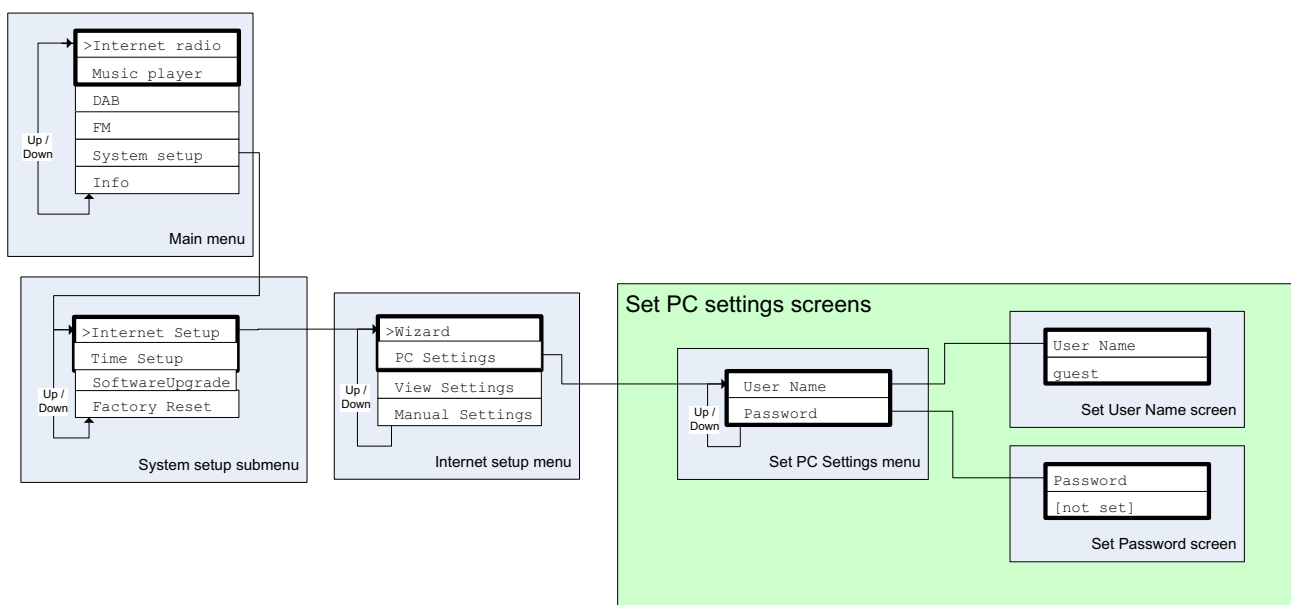 >Internet radio
Music player
DAB
FM
System setup
Info
Up /
Down
Main menu
>Internet Setup
Time Setup
SoftwareUpgrade
Factory Reset
Up /
Down
System setup submenu
>Wizard
PC Settings
View Settings
Manual Settings
Up /
Down
Internet setup menu
Set PC settings screens
User Name
Password
Up /
Down
Set PC Settings menu
User Name
guest
Set User Name screen
Password
[not set]
Set Password screen